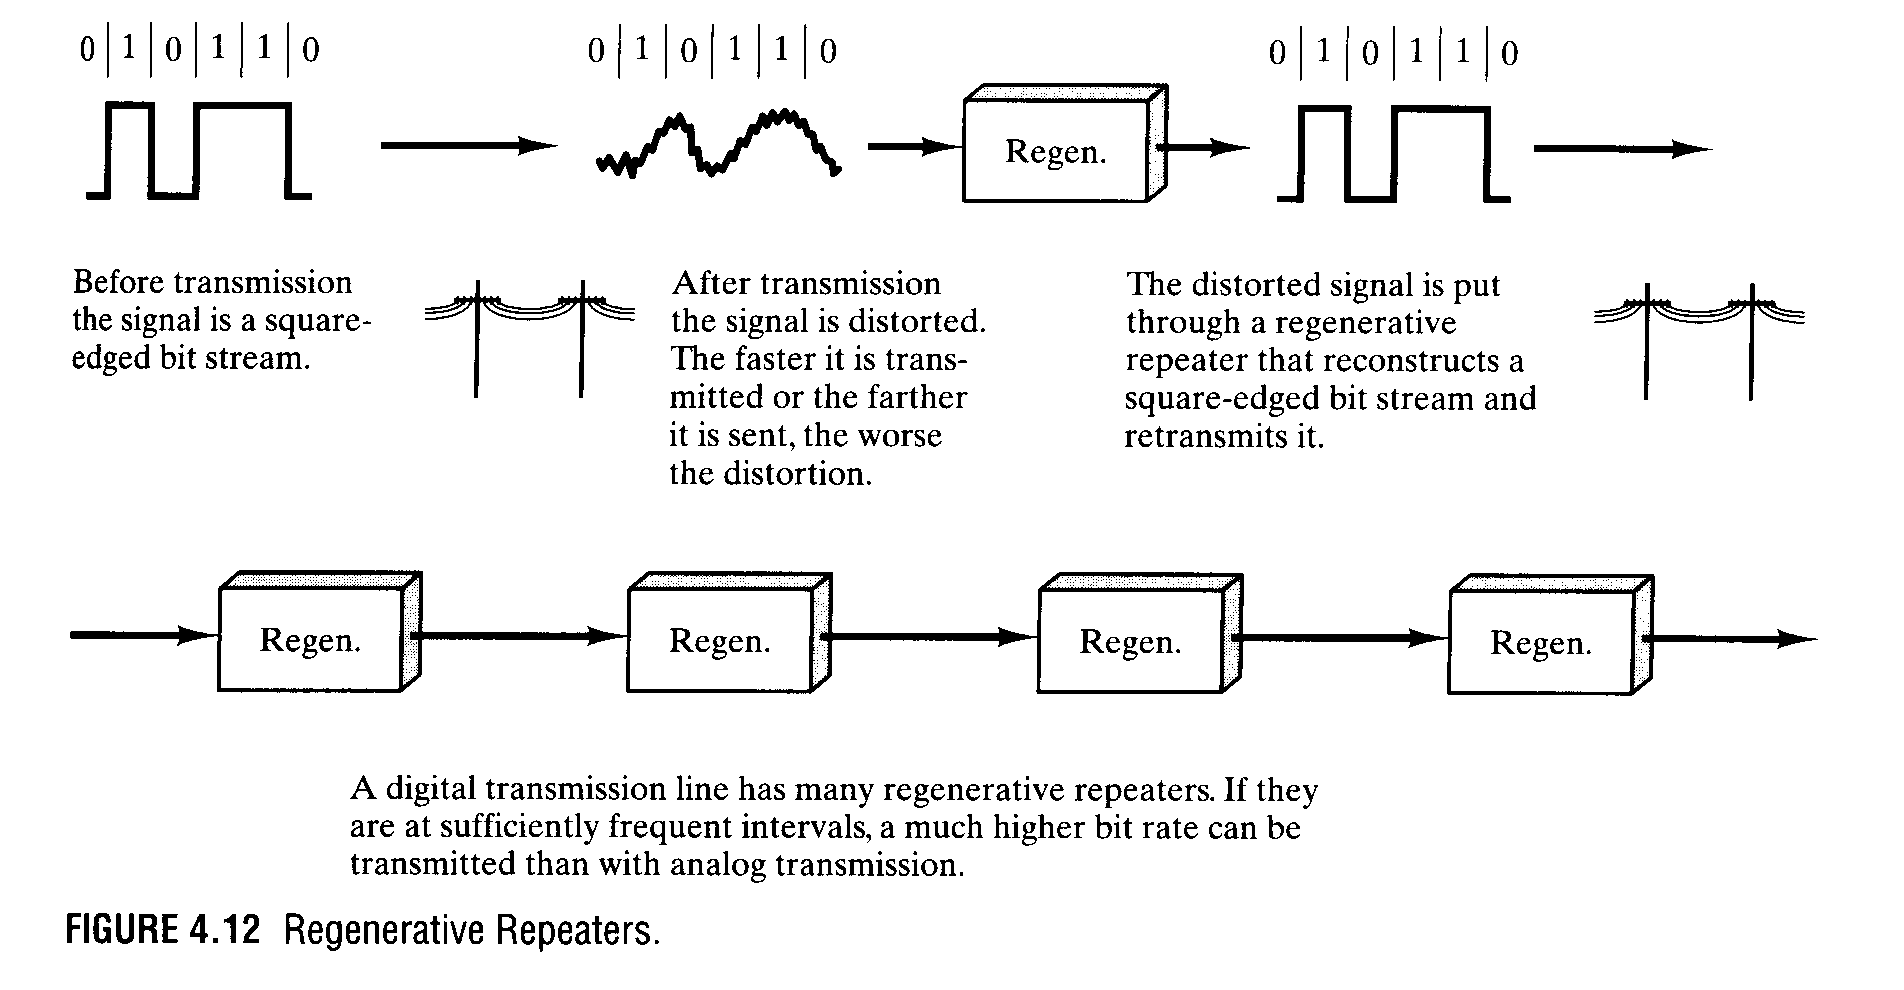 0 | 1 | 0 | 1 | 1 | 0
0 | 1 | 0 | 1 | 1 | 0
0 | 1 | 0 | 1 | 1 | 0
Regen.
Before transmission
the signal is a square-
edged bit stream.
After transmission
the signal is distorted.
The faster it is trans-
mitted or the farther
it is sent, the worse
the distortion.
The distorted signal is put
through a regenerative
repeater that reconstructs a
square-edged bit stream and
retransmits it.
Regen.
Regen.
Regen.
Regen.
A digital transmission line has many regenerative repeaters. If they
are at sufficiently frequent intervals, a much higher bit rate can be
transmitted than with analog transmission.
FIGURE 4.12 Regenerative Repeaters.